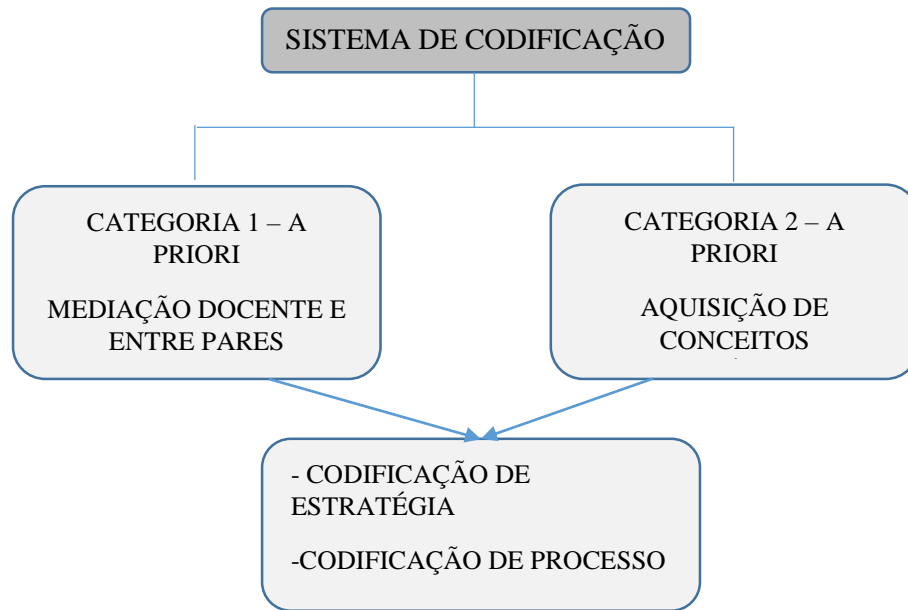 SISTEMA DE CODIFICAÇÃO
CATEGORIA 1 – A
PRIORI
MEDIAÇÃO DOCENTE E
ENTRE PARES
CATEGORIA 2 – A
PRIORI
AQUISIÇÃO DE
CONCEITOS
- CODIFICAÇÃO DE
ESTRATÉGIA
-CODIFICAÇÃO DE PROCESSO